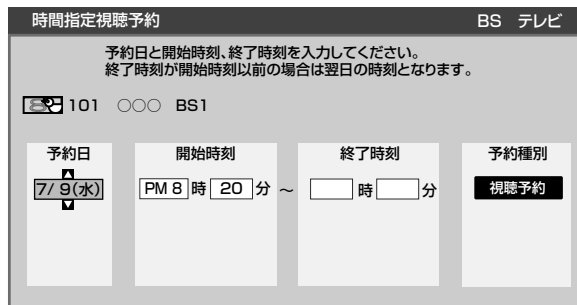 時間指定視聴予約 BS テレビ
予約日と開始時刻、終了時刻を入力してください。
終了時刻が開始時刻以前の場合は翌日の時刻となります。
101 ○○○ BS1
予約日 開始時刻 終了時刻 予約種別
7/ 9(水) PM 8 時 20 分 ～ 時 分 視聴予約